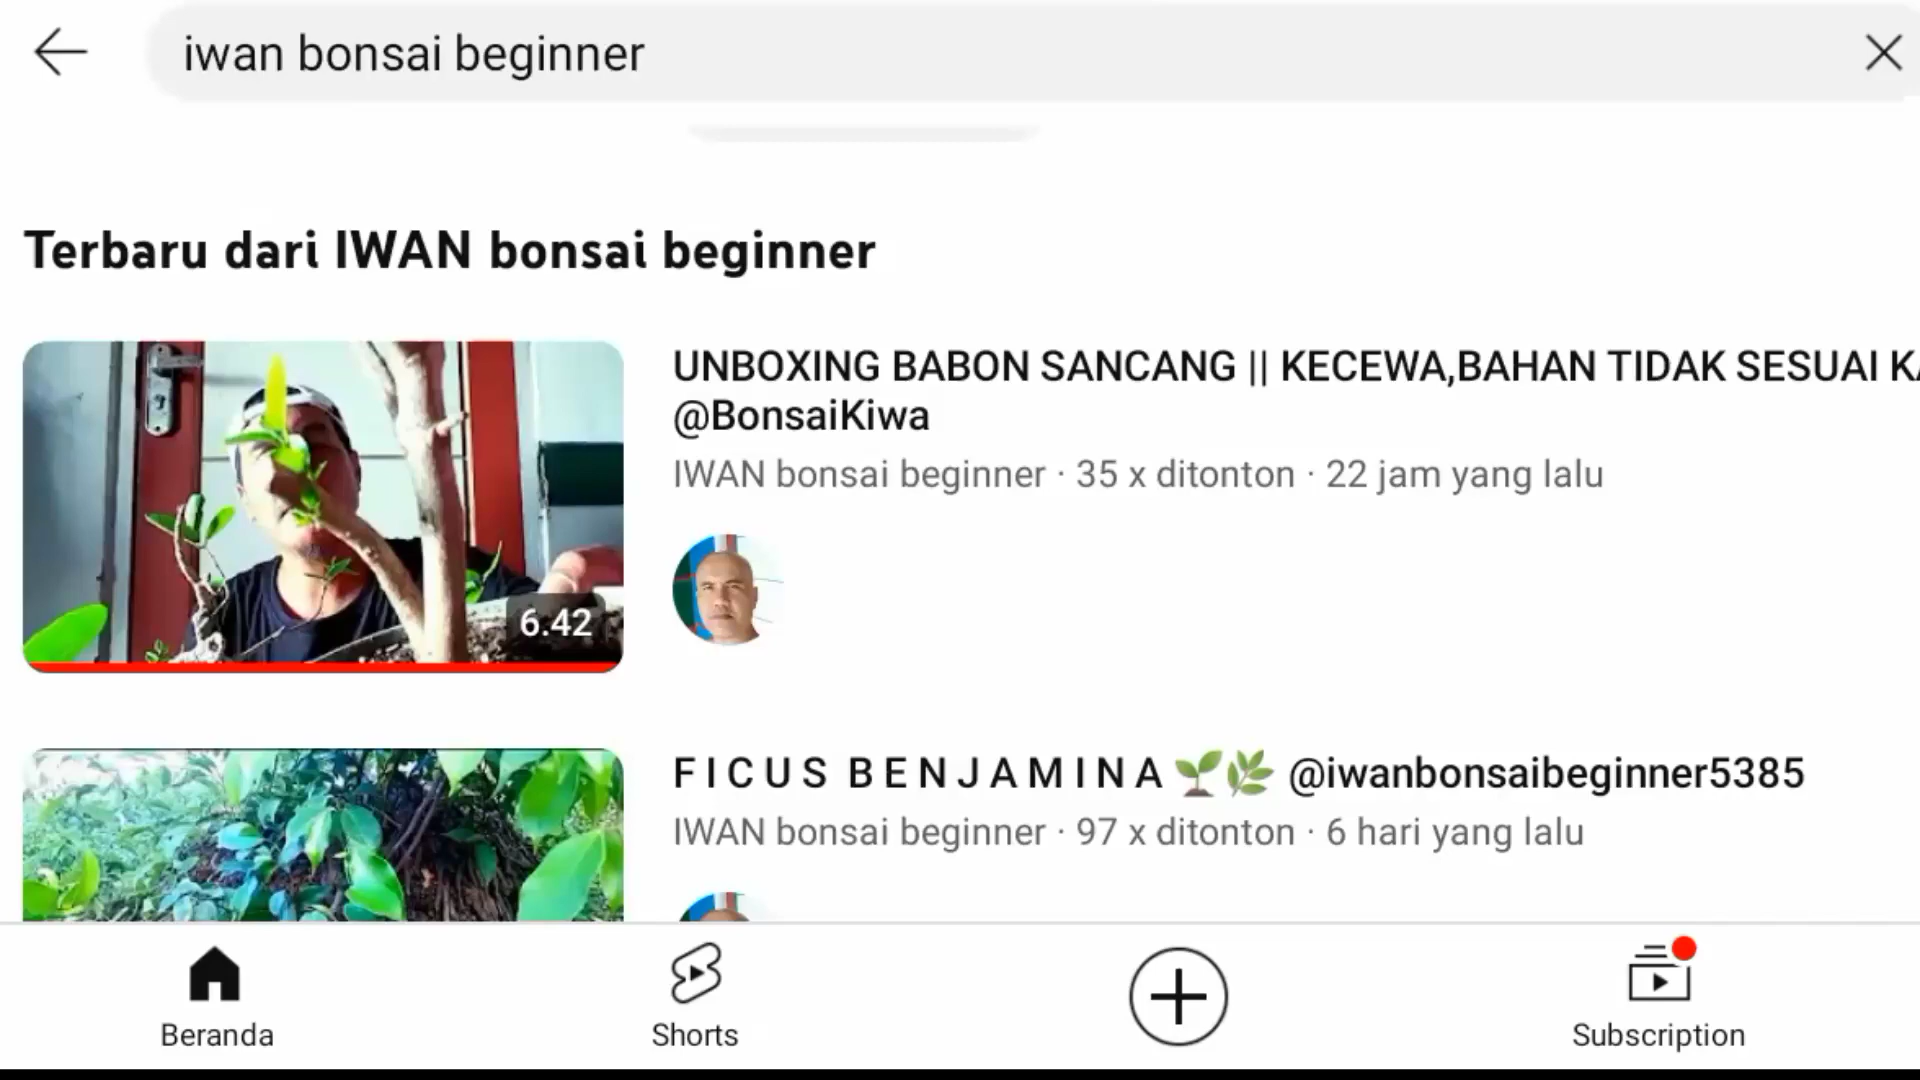 iwan bonsai beginner
Terbaru dari IWAN bonsai beginner
UNBOXING BABON SANCANG || KECEWA,BAHAN TIDAK SESUAI
@BonsaiKiwa
IWAN bonsai beginner · 35 x ditonton · 22 jam yang lalu
6.42
F I C U S B E N J A M I N A 🌱🌿 @iwanbonsaibeginner5385
IWAN bonsai beginner · 97 x ditonton · 6 hari yang lalu
Beranda
Shorts
Subscription